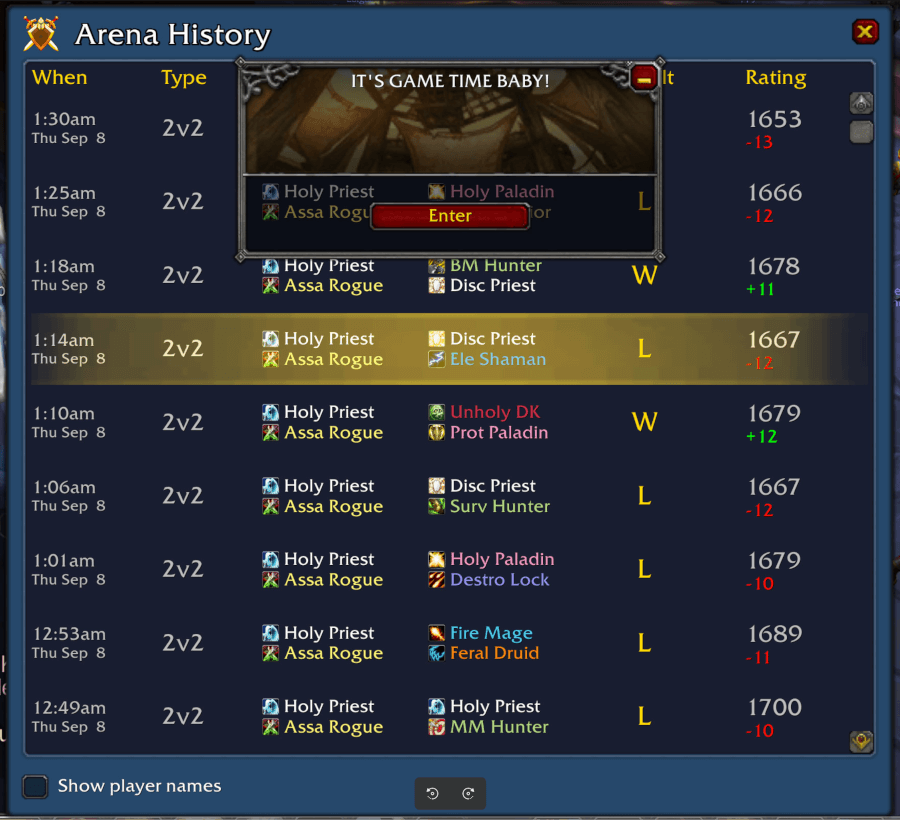 Arena History
When Type Rating
IT'S GAME TIME BABY!
1:30am 2v2 1653
Thu Sep 8 -13
1:25am 2v2 Holy Priest Holy Paladin L 1666
Thu Sep 8 -12
Enter
1:18am 2v2 Holy Priest BM Hunter W 1678
Thu Sep 8 Assa Rogue Disc Priest +11
1:14am 2v2 Holy Priest Disc Priest L 1667
Thu Sep 8 Assa Rogue Ele Shaman -12
1:10am 2v2 Holy Priest Unholy DK W 1679
Thu Sep 8 Assa Rogue Prot Paladin +12
1:06am 2v2 Holy Priest Disc Priest L 1667
Thu Sep 8 Assa Rogue Surv Hunter -12
1:01am 2v2 Holy Priest Holy Paladin L 1679
Thu Sep 8 Assa Rogue Destro Lock -10
12:53am 2v2 Holy Priest Fire Mage L 1689
Thu Sep 8 Assa Rogue Feral Druid -11
12:49am 2v2 Holy Priest Holy Priest L 1700
Thu Sep 8 Assa Rogue MM Hunter -10
Show player names